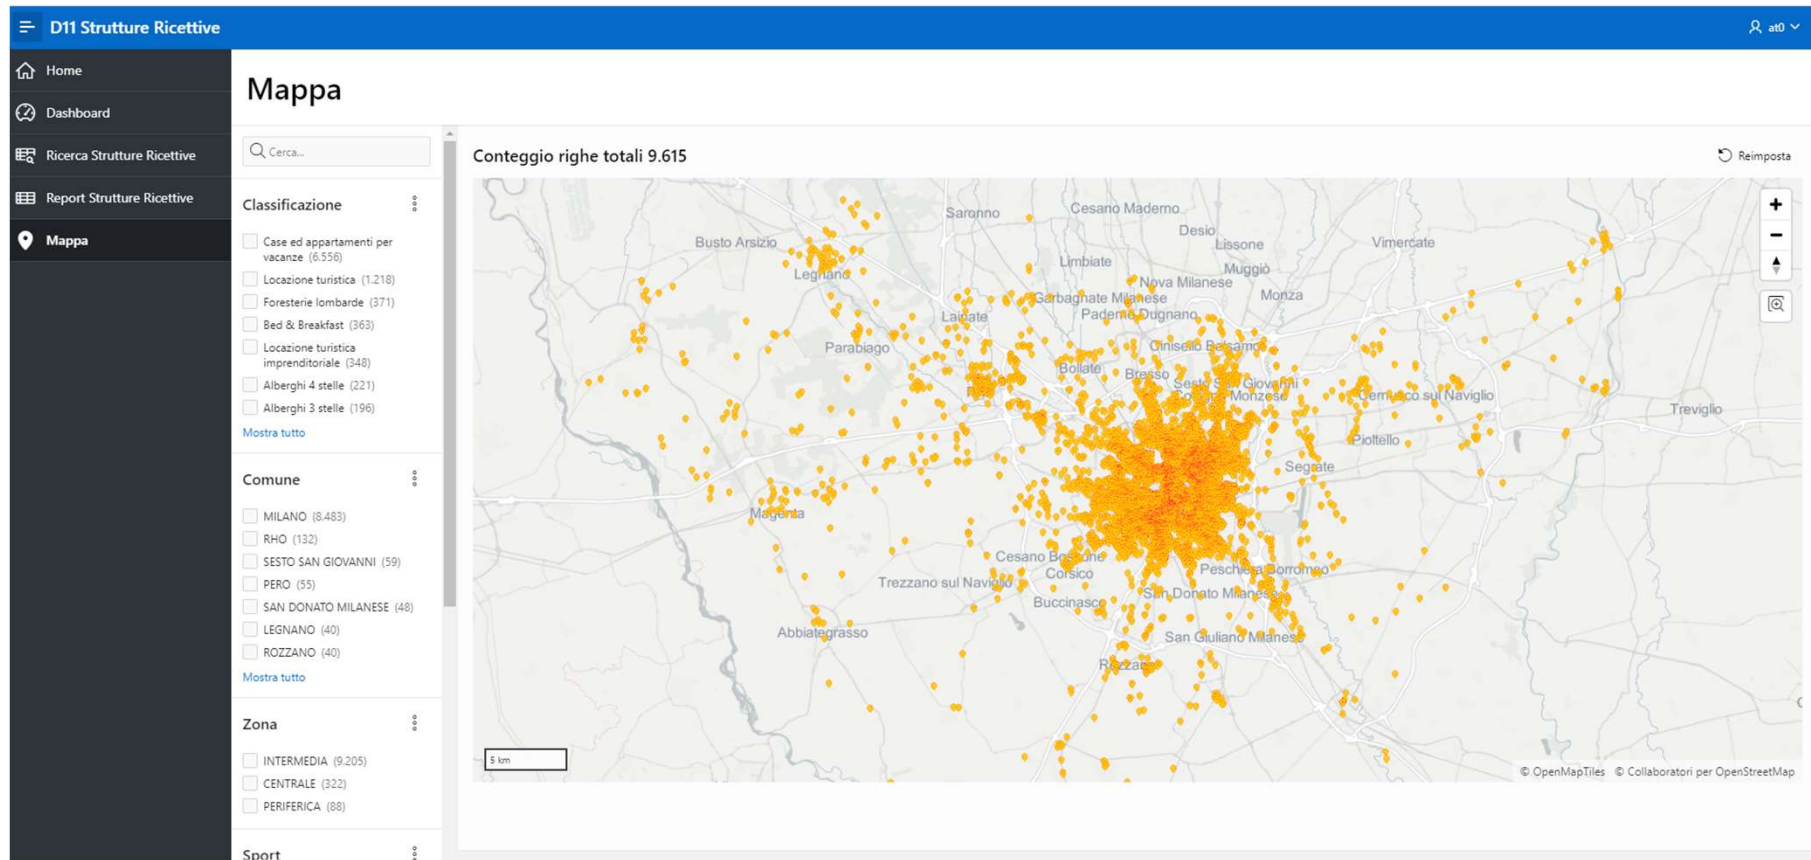 D11 Strutture Ricettive
at0
Home
Dashboard
Ricerca Strutture Ricettive
Report Strutture Ricettive
Mappa
Mappa
Cerca...
Classificazione
Case ed appartamenti per
vacanze (6.556)
Locazione turistica (1.218)
Foresterie lombarde (371)
Bed & Breakfast (363)
Locazione turistica
imprenditoriale (348)
Alberghi 4 stelle (221)
Alberghi 3 stelle (196)
Mostra tutto
Comune
MILANO (8.483)
RHO (132)
SESTO SAN GIOVANNI (59)
PERO (55)
SAN DONATO MILANESE (48)
LEGNANO (40)
ROZZANO (40)
Mostra tutto
Zona
INTERMEDIA (9.205)
CENTRALE (322)
PERIFERICA (88)
Sport
Conteggio righe totali 9.615
Reimposta
Saronno
Cesano Maderno
Desio
Lissone
Vimercate
Busto Arsizio
Limbiate
Muggiò
Legnano
Nova Milanese
Monza
Garbagnate Milanese
Paderno Dugnano
Lainate
Parabiago
Cinisello Balsamo
Bollate
Bresso
Sesto San Giovanni
Cologno Monzese
Cernusco sul Naviglio
Treviglio
Pioltello
Segrate
Magenta
Cesano Boscone
Corsico
Peschiera Borromeo
Trezzano sul Naviglio
San Donato Milanese
Buccinasco
Abbiategrasso
San Giuliano Milanese
Rozzano
5 km
© OpenMapTiles © Collaboratori per OpenStreetMap